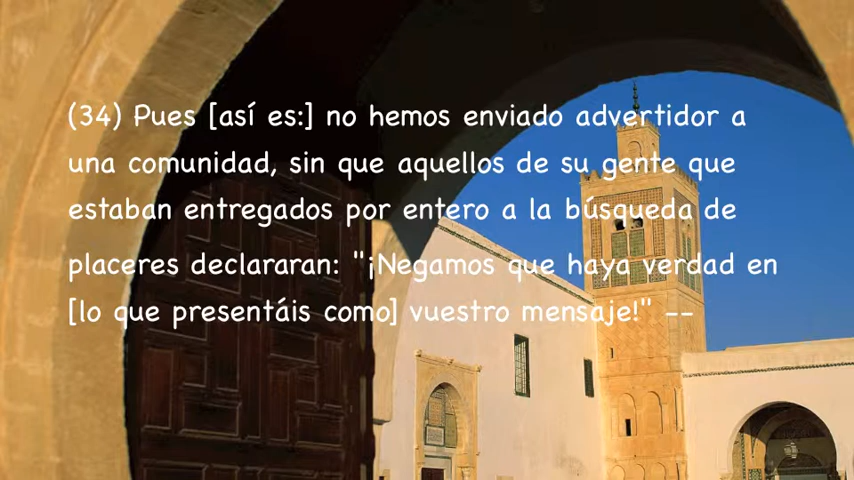 (34) Pues [así es:] no hemos enviado advertidor a
una comunidad, sin que aquellos de su gente que
estaban entregados por entero a la búsqueda de
placeres declararan: "¡Negamos que haya verdad en
[lo que presentáis como] vuestro mensaje!" --